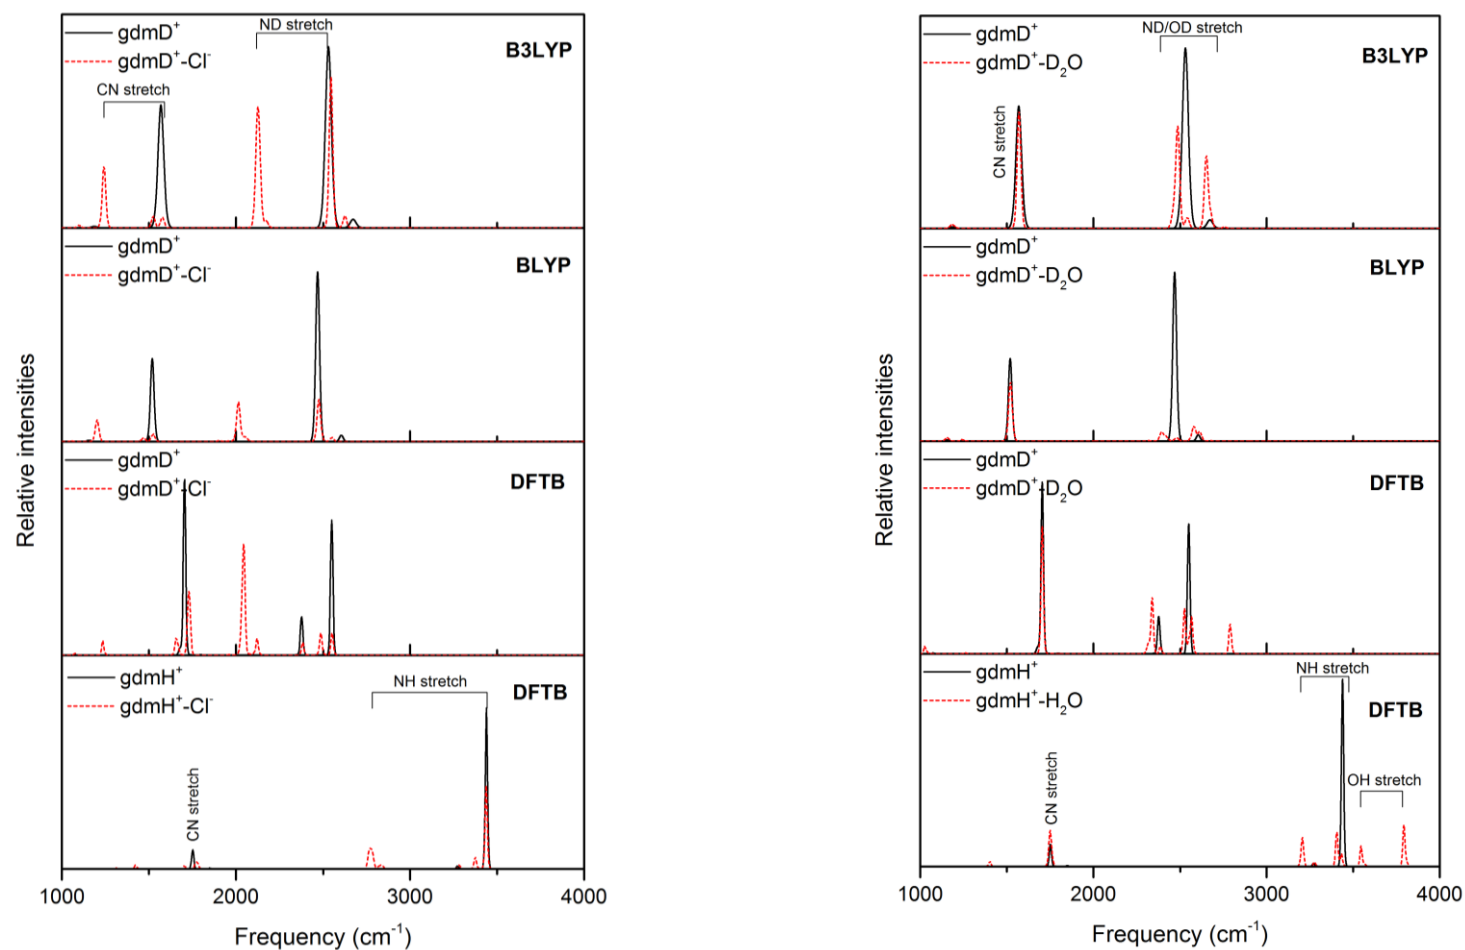 gdmD⁺
gdmD⁺-Cl⁻
ND stretch
B3LYP
CN stretch
gdmD⁺
gdmD⁺-Cl⁻
BLYP
gdmD⁺
gdmD⁺-Cl⁻
DFTB
gdmH⁺
gdmH⁺-Cl⁻
NH stretch
DFTB
CN stretch
Relative intensities
1000 2000 3000 4000
Frequency (cm⁻¹)
gdmD⁺
gdmD⁺-D₂O
ND/OD stretch
B3LYP
CN stretch
gdmD⁺
gdmD⁺-D₂O
BLYP
gdmD⁺
gdmD⁺-D₂O
DFTB
gdmH⁺
gdmH⁺-H₂O
NH stretch
DFTB
CN stretch
OH stretch
Relative intensities
1000 2000 3000 4000
Frequency (cm⁻¹)